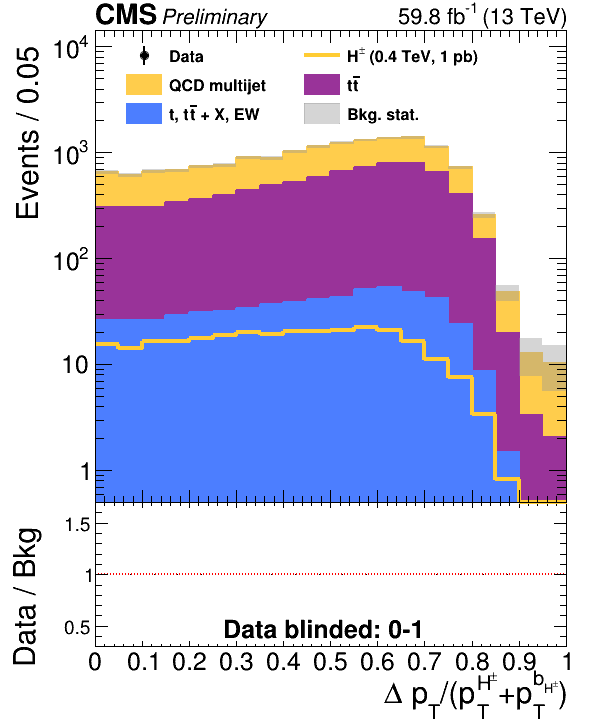 CMS Preliminary 59.8 fb⁻¹ (13 TeV)
Events / 0.05
10⁴
10³
10²
10
1
Data
H± (0.4 TeV, 1 pb)
QCD multijet
tt̄
t, tt̄ + X, EW
Bkg. stat.
Data / Bkg
1.5
1
0.5
Data blinded: 0-1
0 0.1 0.2 0.3 0.4 0.5 0.6 0.7 0.8 0.9 1
Δ p_T/(p_T^{H±}+p_T^{b_{H±}})